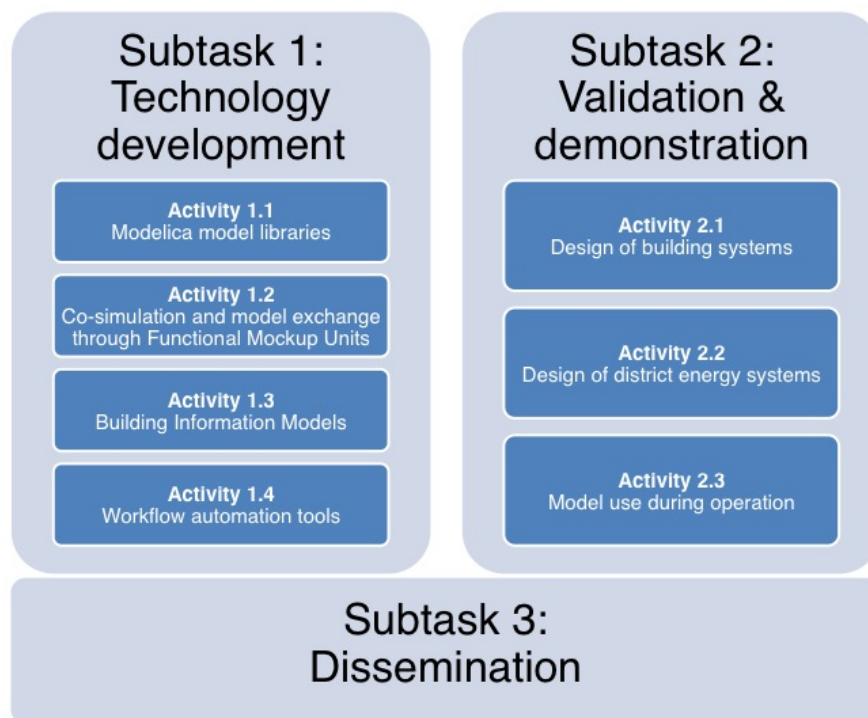 Subtask 1:
Technology
development
Activity 1.1
Modelica model libraries
Activity 1.2
Co-simulation and model exchange
through Functional Mockup Units
Activity 1.3
Building Information Models
Activity 1.4
Workflow automation tools
Subtask 2:
Validation &
demonstration
Activity 2.1
Design of building systems
Activity 2.2
Design of district energy systems
Activity 2.3
Model use during operation
Subtask 3:
Dissemination